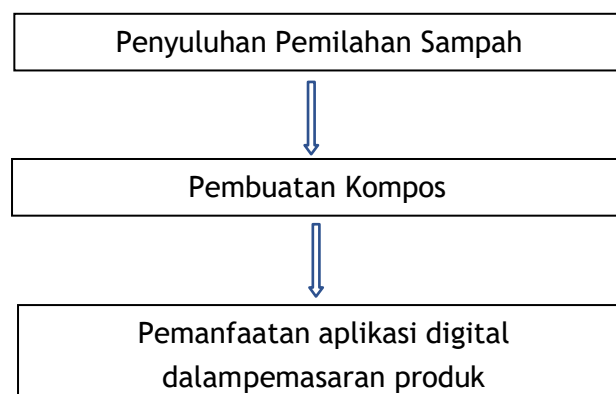 Penyuluhan Pemilahan Sampah
Pembuatan Kompos
Pemanfaatan aplikasi digital
dalampemasaran produk